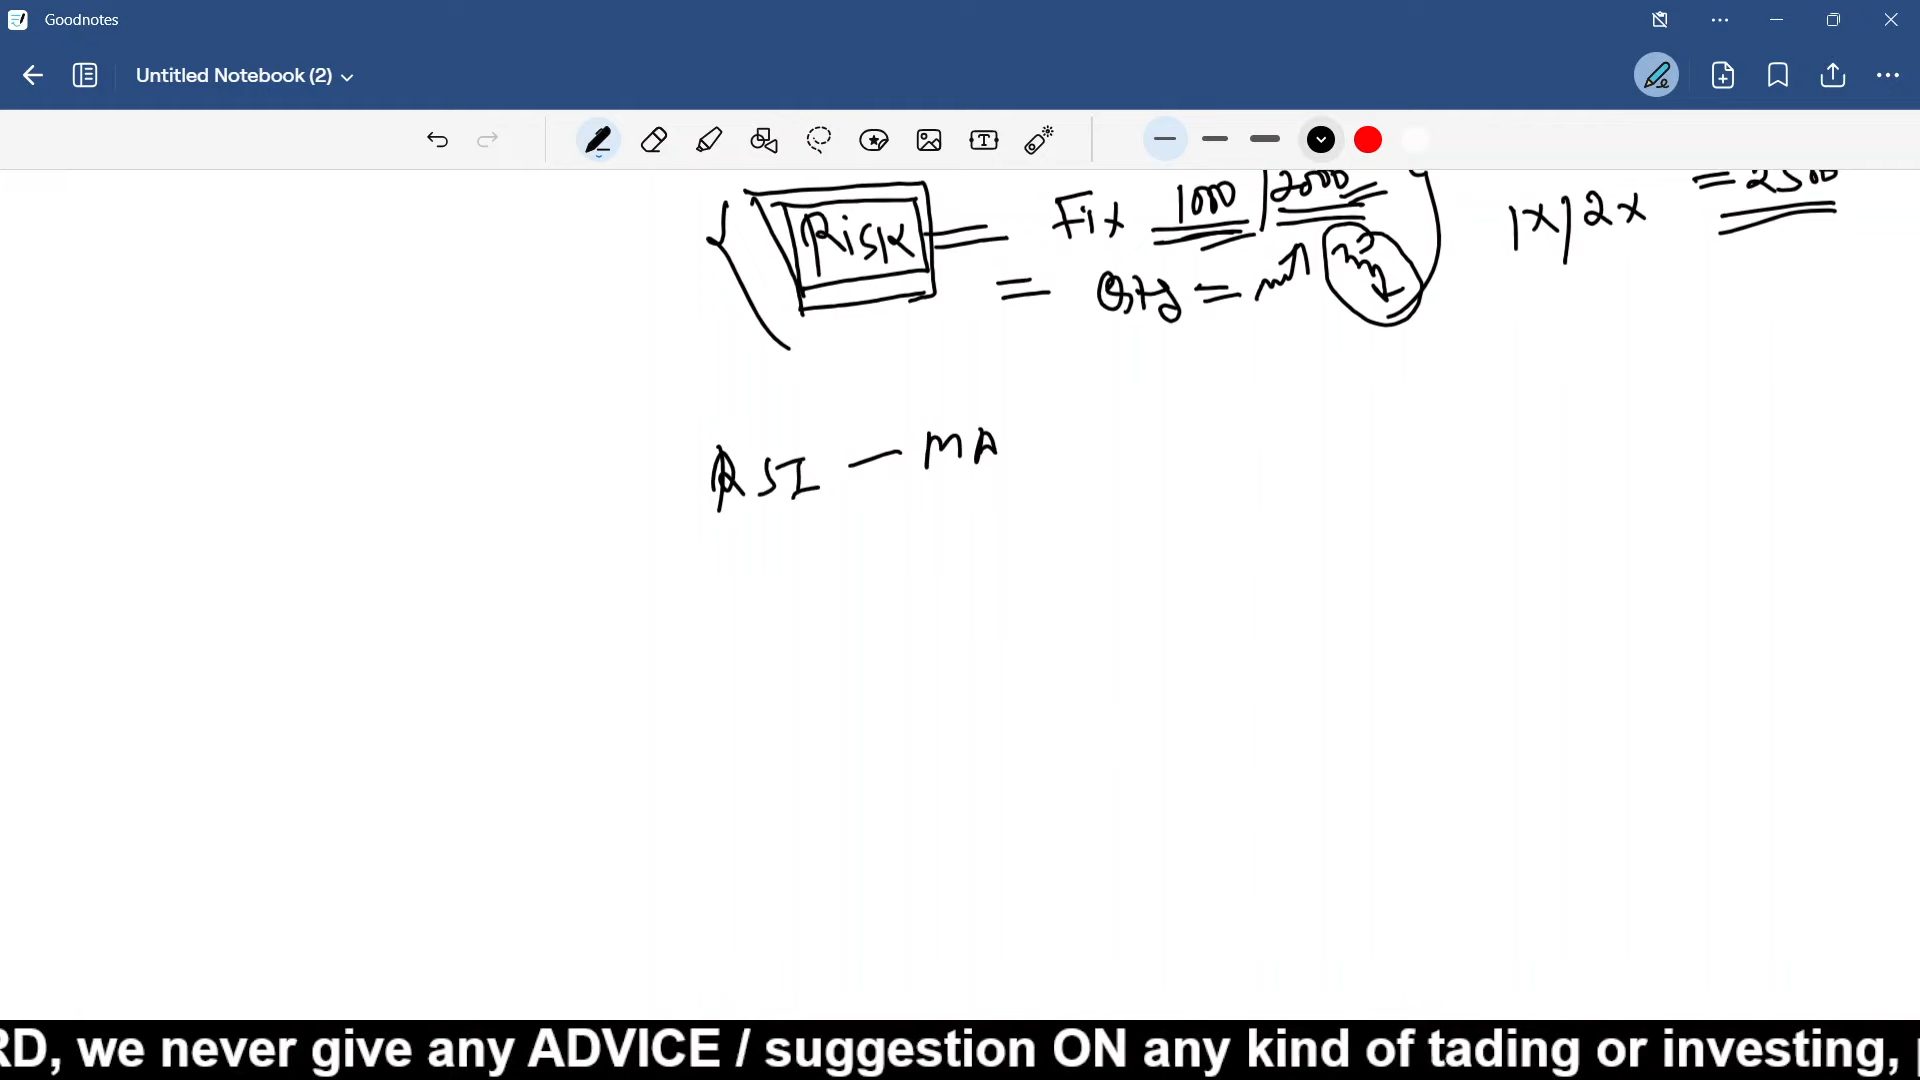 Goodnotes
Untitled Notebook (2)
Risk = Fix 1000 | 2000
1x | 2x
= 2500
= Qty =
RSI — MA
RD, we never give any ADVICE / suggestion ON any kind of tading or investing,